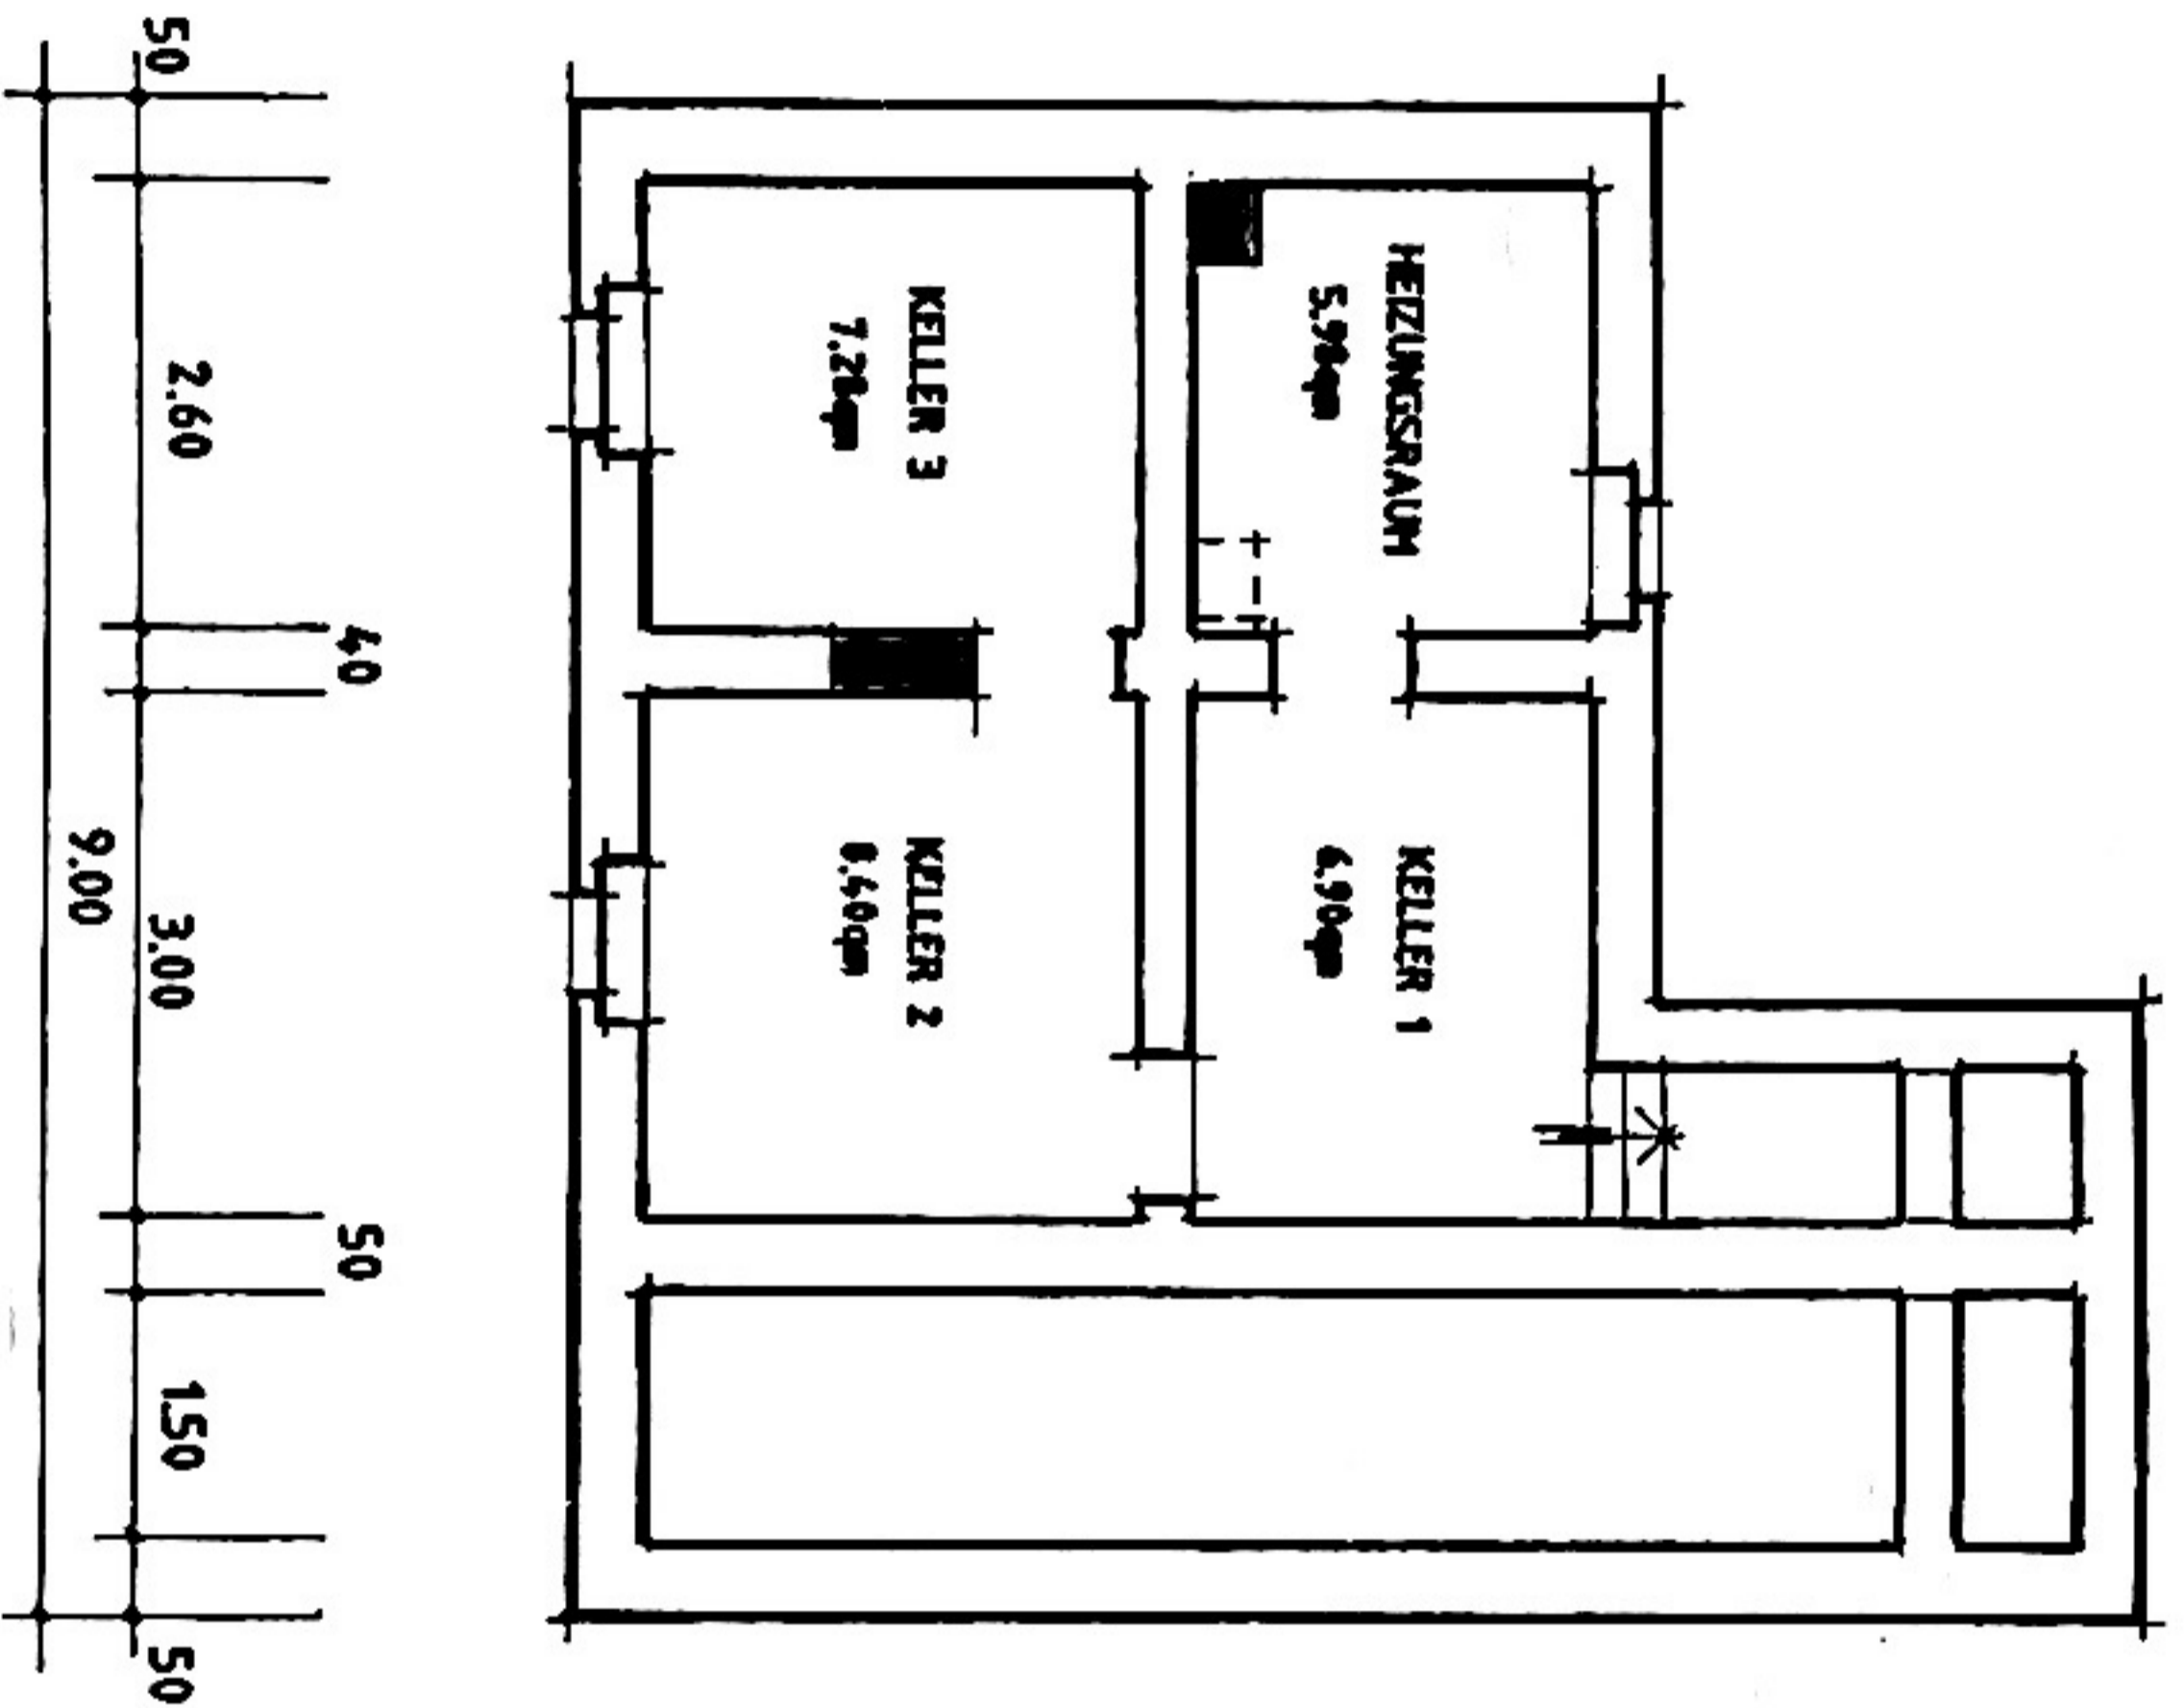 HEIZUNGSRAUM
5.98qm
KELLER 1
6.90qm
KELLER 3
7.28qm
KELLER 2
8.40qm
50
2.60
40
3.00
50
1.50
50
9.00